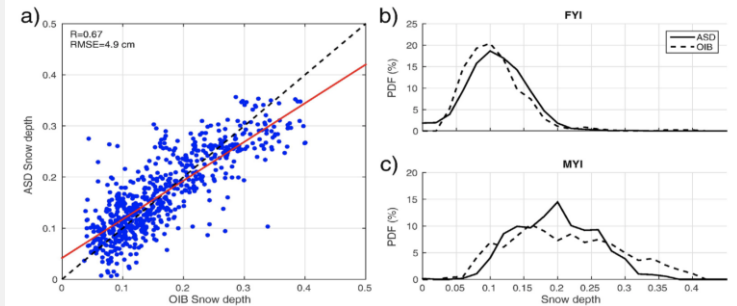 a)
R=0.67
RMSE=4.9 cm
0.5
0.4
0.3
0.2
0.1
0
ASD Snow depth
0 0.1 0.2 0.3 0.4 0.5
OIB Snow depth
b)
FYI
ASD
OIB
25
20
15
10
5
0
PDF (%)
c)
MYI
20
15
10
5
0
PDF (%)
0 0.05 0.1 0.15 0.2 0.25 0.3 0.35 0.4
Snow depth